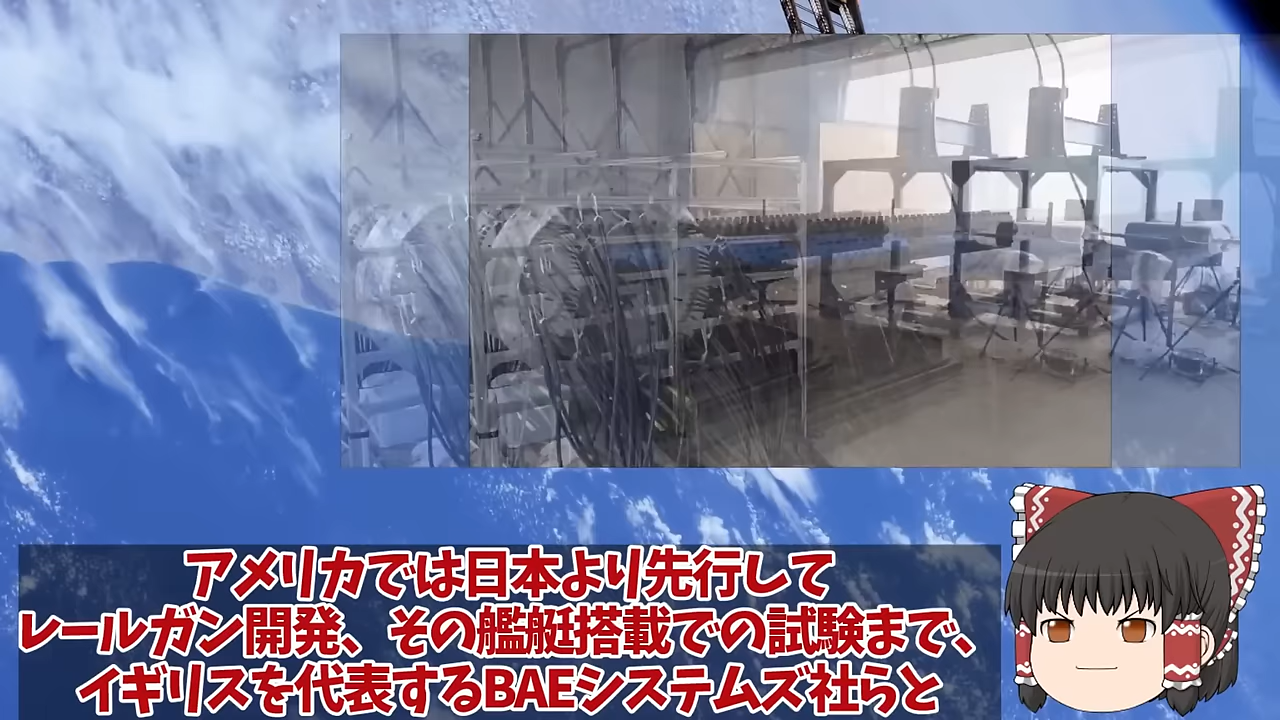 アメリカでは日本より先行して
レールガン開発、その艦艇搭載での試験まで、
イギリスを代表するBAEシステムズ社らと